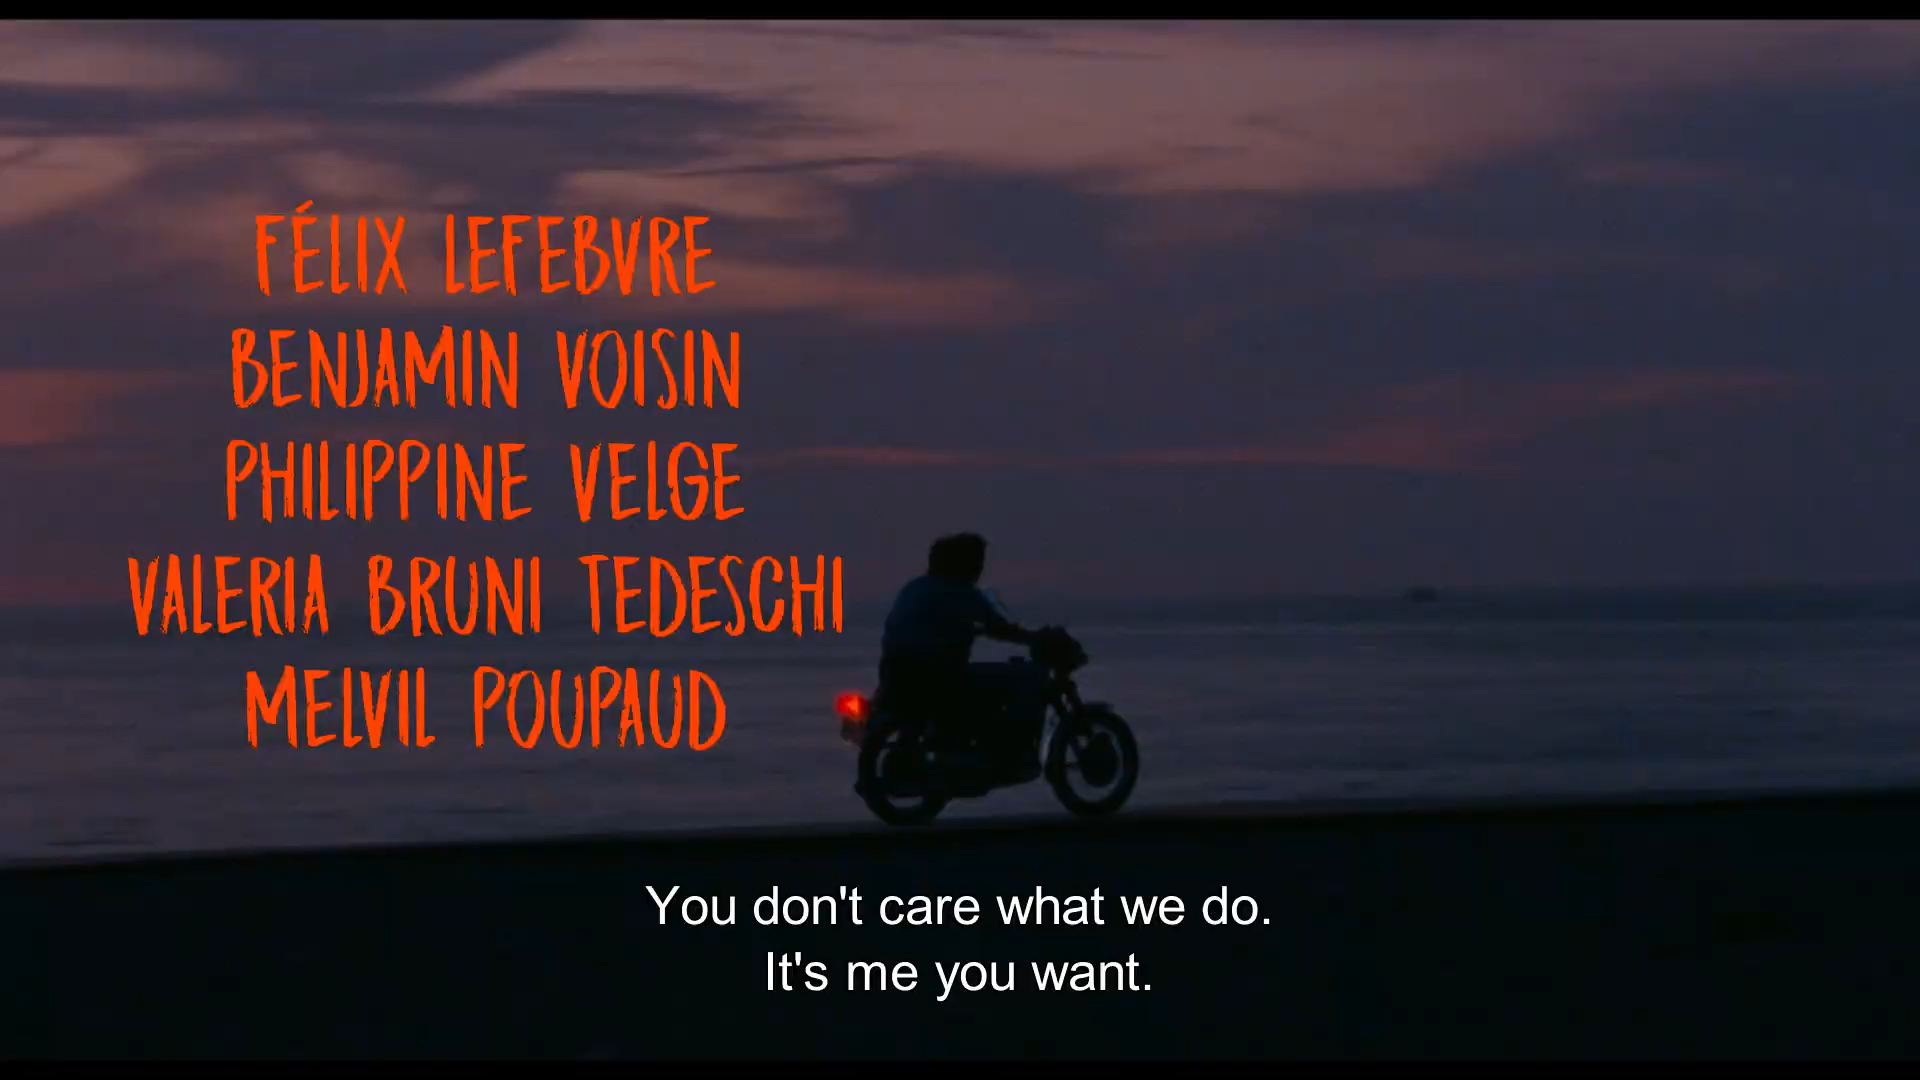 FÉLIX LEFEBVRE
BENJAMIN VOISIN
PHILIPPINE VELGE
VALERIA BRUNI TEDESCHI
MELVIL POUPAUD
You don't care what we do.
It's me you want.